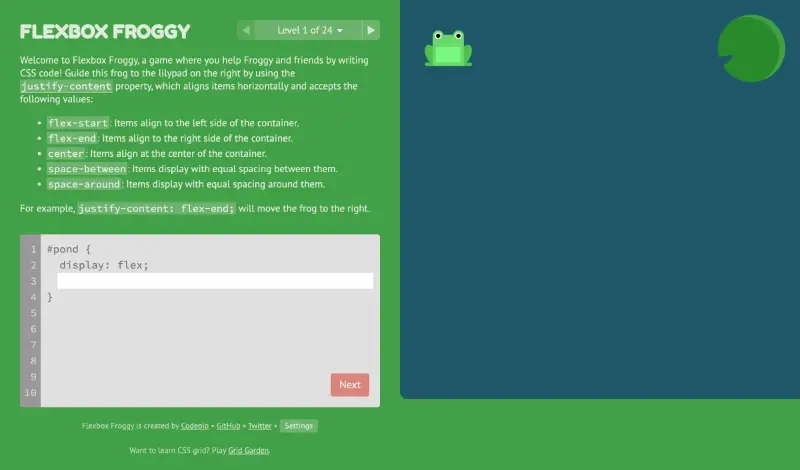 FLEXBOX FROGGY
Level 1 of 24
Welcome to Flexbox Froggy, a game where you help Froggy and friends by writing
CSS code! Guide this frog to the lilypad on the right by using the
justify-content property, which aligns items horizontally and accepts the
following values:
• flex-start: Items align to the left side of the container.
• flex-end: Items align to the right side of the container.
• center: Items align at the center of the container.
• space-between: Items display with equal spacing between them.
• space-around: Items display with equal spacing around them.
For example, justify-content: flex-end; will move the frog to the right.
1 #pond {
2 display: flex;
3
4 }
5
6
7
8
9
10
Next
Flexbox Froggy is created by Codepip • GitHub • Twitter • Settings
Want to learn CSS grid? Play Grid Garden.